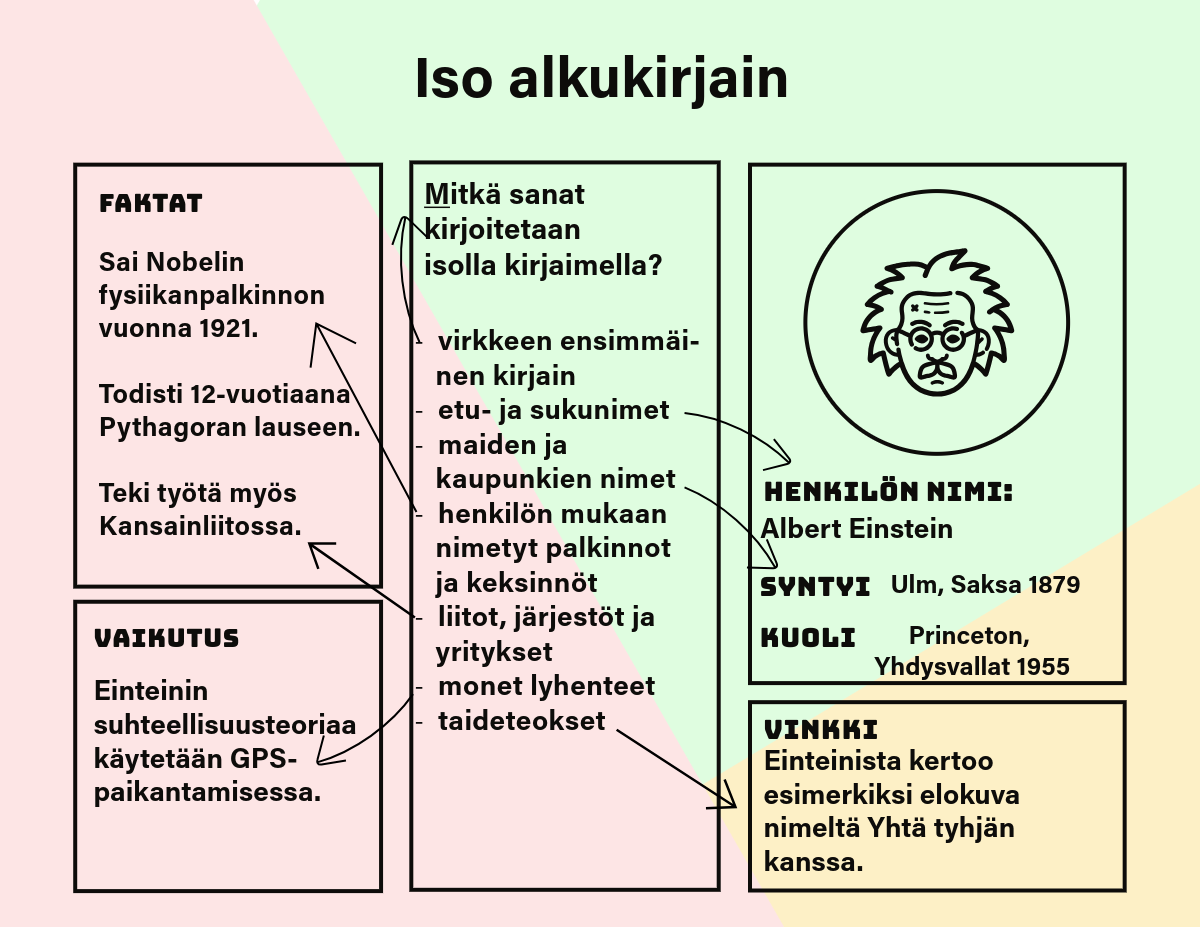 Iso alkukirjain
FAKTAT
Sai Nobelin
fysiikanpalkinnon
vuonna 1921.
Todisti 12-vuotiaana
Pythagoran lauseen.
Teki työtä myös
Kansainliitossa.
VAIKUTUS
Einteinin
suhteellisuusteoriaa
käytetään GPS-
paikantamisessa.
Mitkä sanat
kirjoitetaan
isolla kirjaimella?
- virkkeen ensimmäi-
nen kirjain
- etu- ja sukunimet
- maiden ja
kaupunkien nimet
- henkilön mukaan
nimetyt palkinnot
ja keksinnöt
- liitot, järjestöt ja
yritykset
- monet lyhenteet
- taideteokset
HENKILÖN NIMI:
Albert Einstein
SYNTYI Ulm, Saksa 1879
KUOLI Princeton,
Yhdysvallat 1955
VINKKI
Einteinista kertoo
esimerkiksi elokuva
nimeltä Yhtä tyhjän
kanssa.